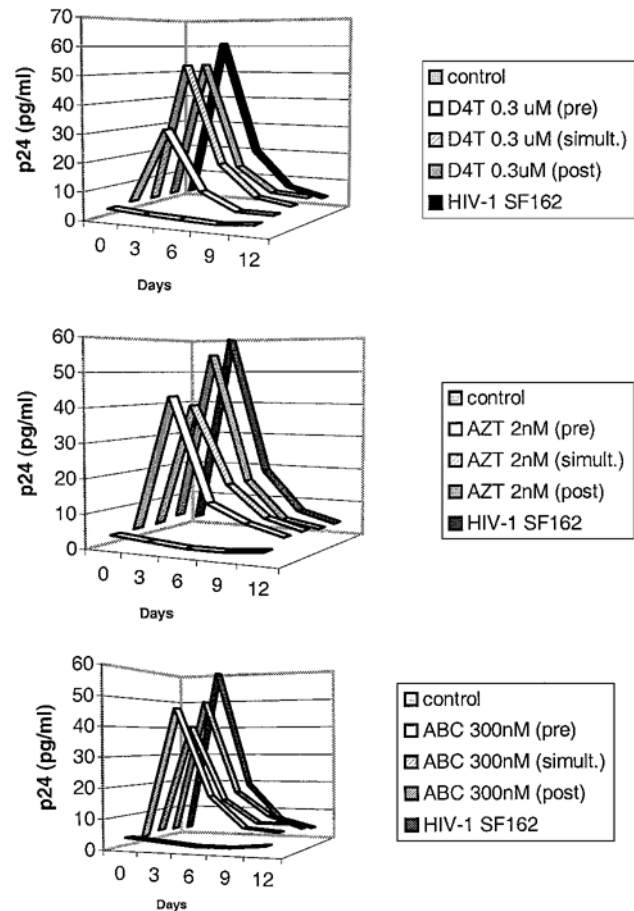 p24 (pg/ml)
70
60
50
40
30
20
10
0
0 3 6 9 12
Days
control
D4T 0.3 uM (pre)
D4T 0.3 uM (simult.)
D4T 0.3uM (post)
HIV-1 SF162
p24 (pg/ml)
60
50
40
30
20
10
0
0 3 6 9 12
Days
control
AZT 2nM (pre)
AZT 2nM (simult.)
AZT 2nM (post)
HIV-1 SF162
p24 (pg/ml)
60
50
40
30
20
10
0
0 3 6 9 12
Days
control
ABC 300nM (pre)
ABC 300nM (simult.)
ABC 300nM (post)
HIV-1 SF162